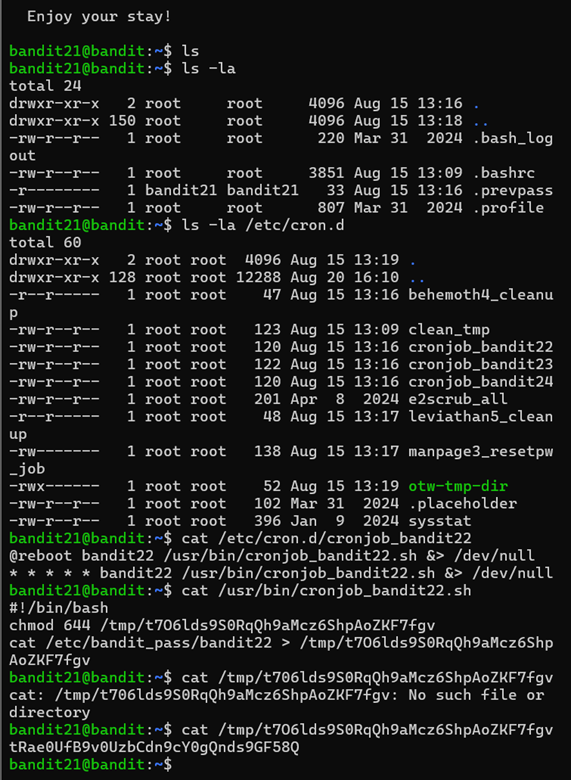 Enjoy your stay!
bandit21@bandit:~$ ls
bandit21@bandit:~$ ls -la
total 24
drwxr-xr-x   2 root     root      4096 Aug 15 13:16 .
drwxr-xr-x 150 root     root      4096 Aug 15 13:18 ..
-rw-r--r--   1 root     root       220 Mar 31  2024 .bash_log
out
-rw-r--r--   1 root     root      3851 Aug 15 13:09 .bashrc
-r--------   1 bandit21 bandit21    33 Aug 15 13:16 .prevpass
-rw-r--r--   1 root     root       807 Mar 31  2024 .profile
bandit21@bandit:~$ ls -la /etc/cron.d
total 60
drwxr-xr-x   2 root root  4096 Aug 15 13:19 .
drwxr-xr-x 128 root root 12288 Aug 20 16:10 ..
-r--r-----   1 root root    47 Aug 15 13:16 behemoth4_cleanu
p
-rw-r--r--   1 root root   123 Aug 15 13:09 clean_tmp
-rw-r--r--   1 root root   120 Aug 15 13:16 cronjob_bandit22
-rw-r--r--   1 root root   122 Aug 15 13:16 cronjob_bandit23
-rw-r--r--   1 root root   120 Aug 15 13:16 cronjob_bandit24
-rw-r--r--   1 root root   201 Apr  8  2024 e2scrub_all
-r--r-----   1 root root    48 Aug 15 13:17 leviathan5_clean
up
-rw-------   1 root root   138 Aug 15 13:17 manpage3_resetpw
_job
-rwx------   1 root root    52 Aug 15 13:19 otw-tmp-dir
-rw-r--r--   1 root root   102 Mar 31  2024 .placeholder
-rw-r--r--   1 root root   396 Jan  9  2024 sysstat
bandit21@bandit:~$ cat /etc/cron.d/cronjob_bandit22
@reboot bandit22 /usr/bin/cronjob_bandit22.sh &> /dev/null
* * * * * bandit22 /usr/bin/cronjob_bandit22.sh &> /dev/null
bandit21@bandit:~$ cat /usr/bin/cronjob_bandit22.sh
#!/bin/bash
chmod 644 /tmp/t7O6lds9S0RqQh9aMcz6ShpAoZKF7fgv
cat /etc/bandit_pass/bandit22 > /tmp/t7O6lds9S0RqQh9aMcz6Shp
AoZKF7fgv
bandit21@bandit:~$ cat /tmp/t706lds9S0RqQh9aMcz6ShpAoZKF7fgv
cat: /tmp/t706lds9S0RqQh9aMcz6ShpAoZKF7fgv: No such file or
directory
bandit21@bandit:~$ cat /tmp/t7O6lds9S0RqQh9aMcz6ShpAoZKF7fgv
tRae0UfB9v0UzbCdn9cY0gQnds9GF58Q
bandit21@bandit:~$